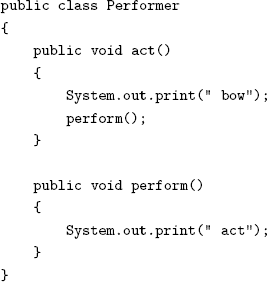 public class Performer
{
    public void act()
    {
        System.out.print(" bow");
        perform();
    }

    public void perform()
    {
        System.out.print(" act");
    }
}